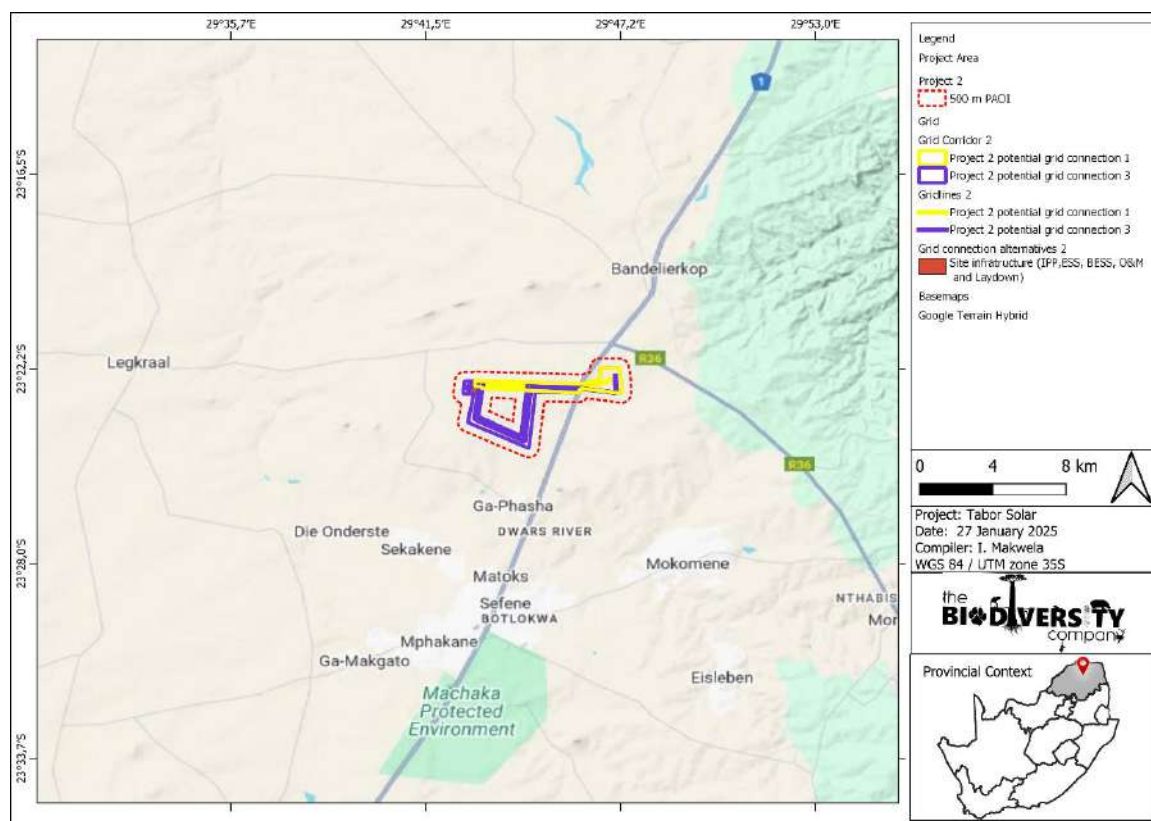 29°35,7'E
29°41,5'E
29°47,2'E
29°53,0'E
23°16,5'S
23°22,2'S
23°28,0'S
23°33,7'S
1
Bandelierkop
Legkraal
R36
R36
Ga-Phasha
DWARS RIVER
Die Onderste
Sekakene
Mokomene
Matoks
Sefene
BOTLOKWA
NTHABIS
Mor
Mphakane
Ga-Makgato
Eisleben
Machaka
Protected
Environment
Legend
Project Area
Project 2
500 m PAOI
Grid
Grid Corridor 2
Project 2 potential grid connection 1
Project 2 potential grid connection 3
Gridlines 2
Project 2 potential grid connection 1
Project 2 potential grid connection 3
Grid connection alternatives 2
Site infratructure (IPP,ESS, BESS, O&M
and Laydown)
Basemaps
Google Terrain Hybrid
0 4 8 km
Project: Tabor Solar
Date: 27 January 2025
Compiler: I. Makwela
WGS 84 / UTM zone 35S
the
BIODIVERSITY
company
Provincial Context